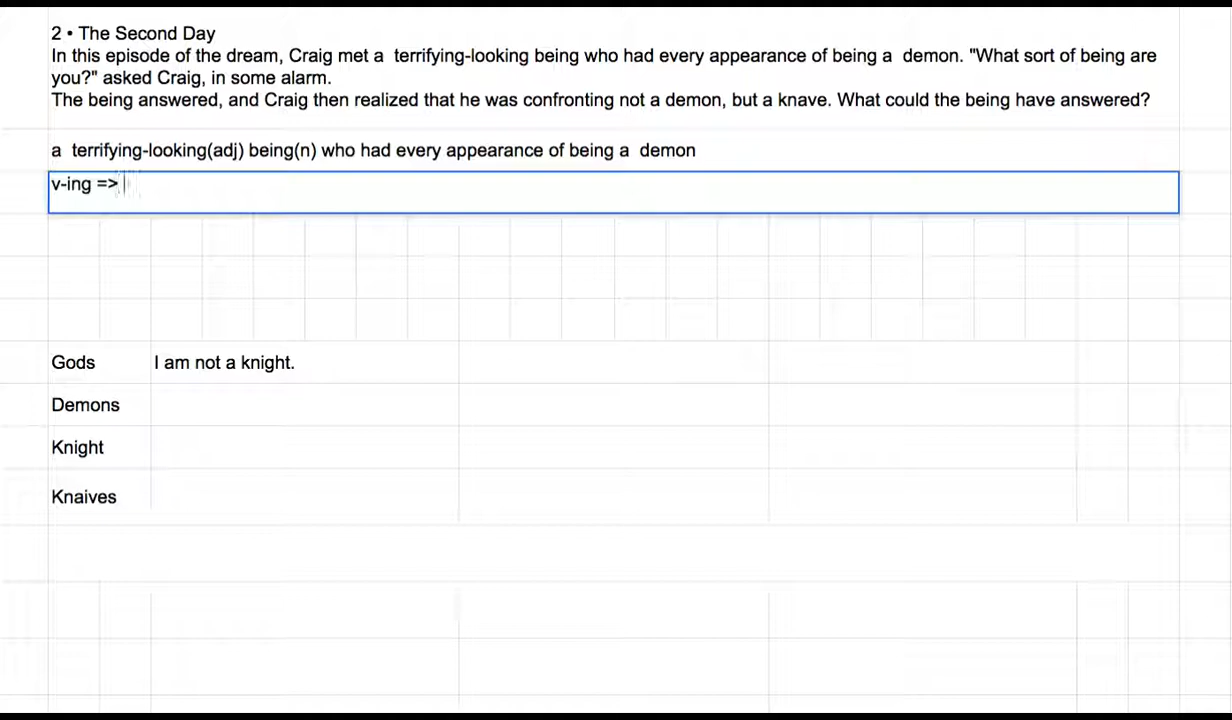 2 • The Second Day
In this episode of the dream, Craig met a  terrifying-looking being who had every appearance of being a  demon. "What sort of being are
you?" asked Craig, in some alarm.
The being answered, and Craig then realized that he was confronting not a demon, but a knave. What could the being have answered?
a  terrifying-looking(adj) being(n) who had every appearance of being a  demon
v-ing =>
Gods I am not a knight.
Demons
Knight
Knaives